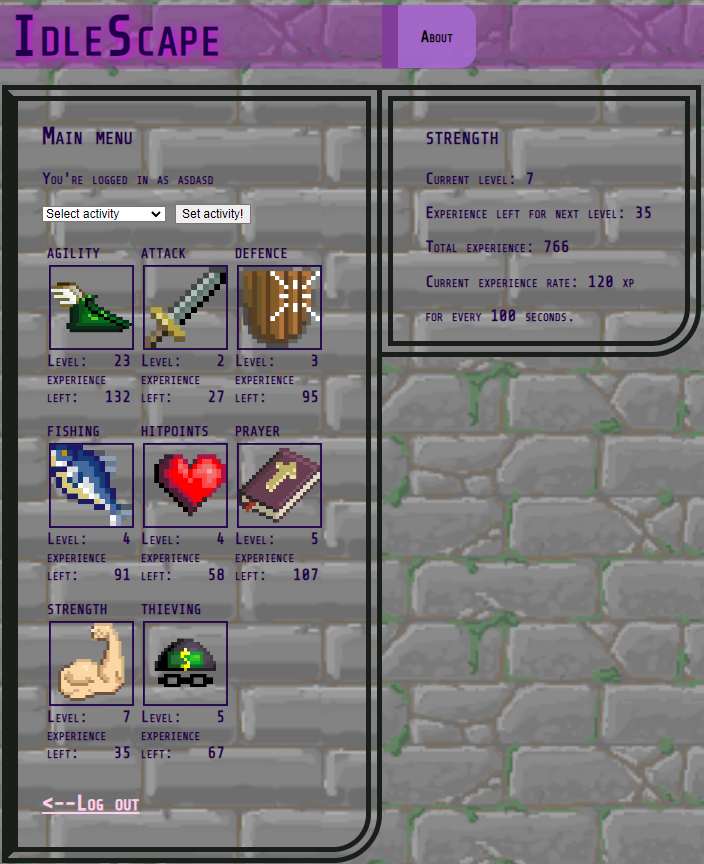 IdleScape
About
Main menu
You're logged in as asdasd
Select activity
Set activity!
AGILITY ATTACK DEFENCE
Level: 23 Level: 2 Level: 3
EXPERIENCE EXPERIENCE EXPERIENCE
LEFT: 132 LEFT: 27 LEFT: 95
FISHING HITPOINTS PRAYER
Level: 4 Level: 4 Level: 5
EXPERIENCE EXPERIENCE EXPERIENCE
LEFT: 91 LEFT: 58 LEFT: 107
STRENGTH THIEVING
$
Level: 7 Level: 5
EXPERIENCE EXPERIENCE
LEFT: 35 LEFT: 67
<--Log out
STRENGTH
Current level: 7
Experience left for next level: 35
Total experience: 766
Current experience rate: 120 xp
for every 100 seconds.